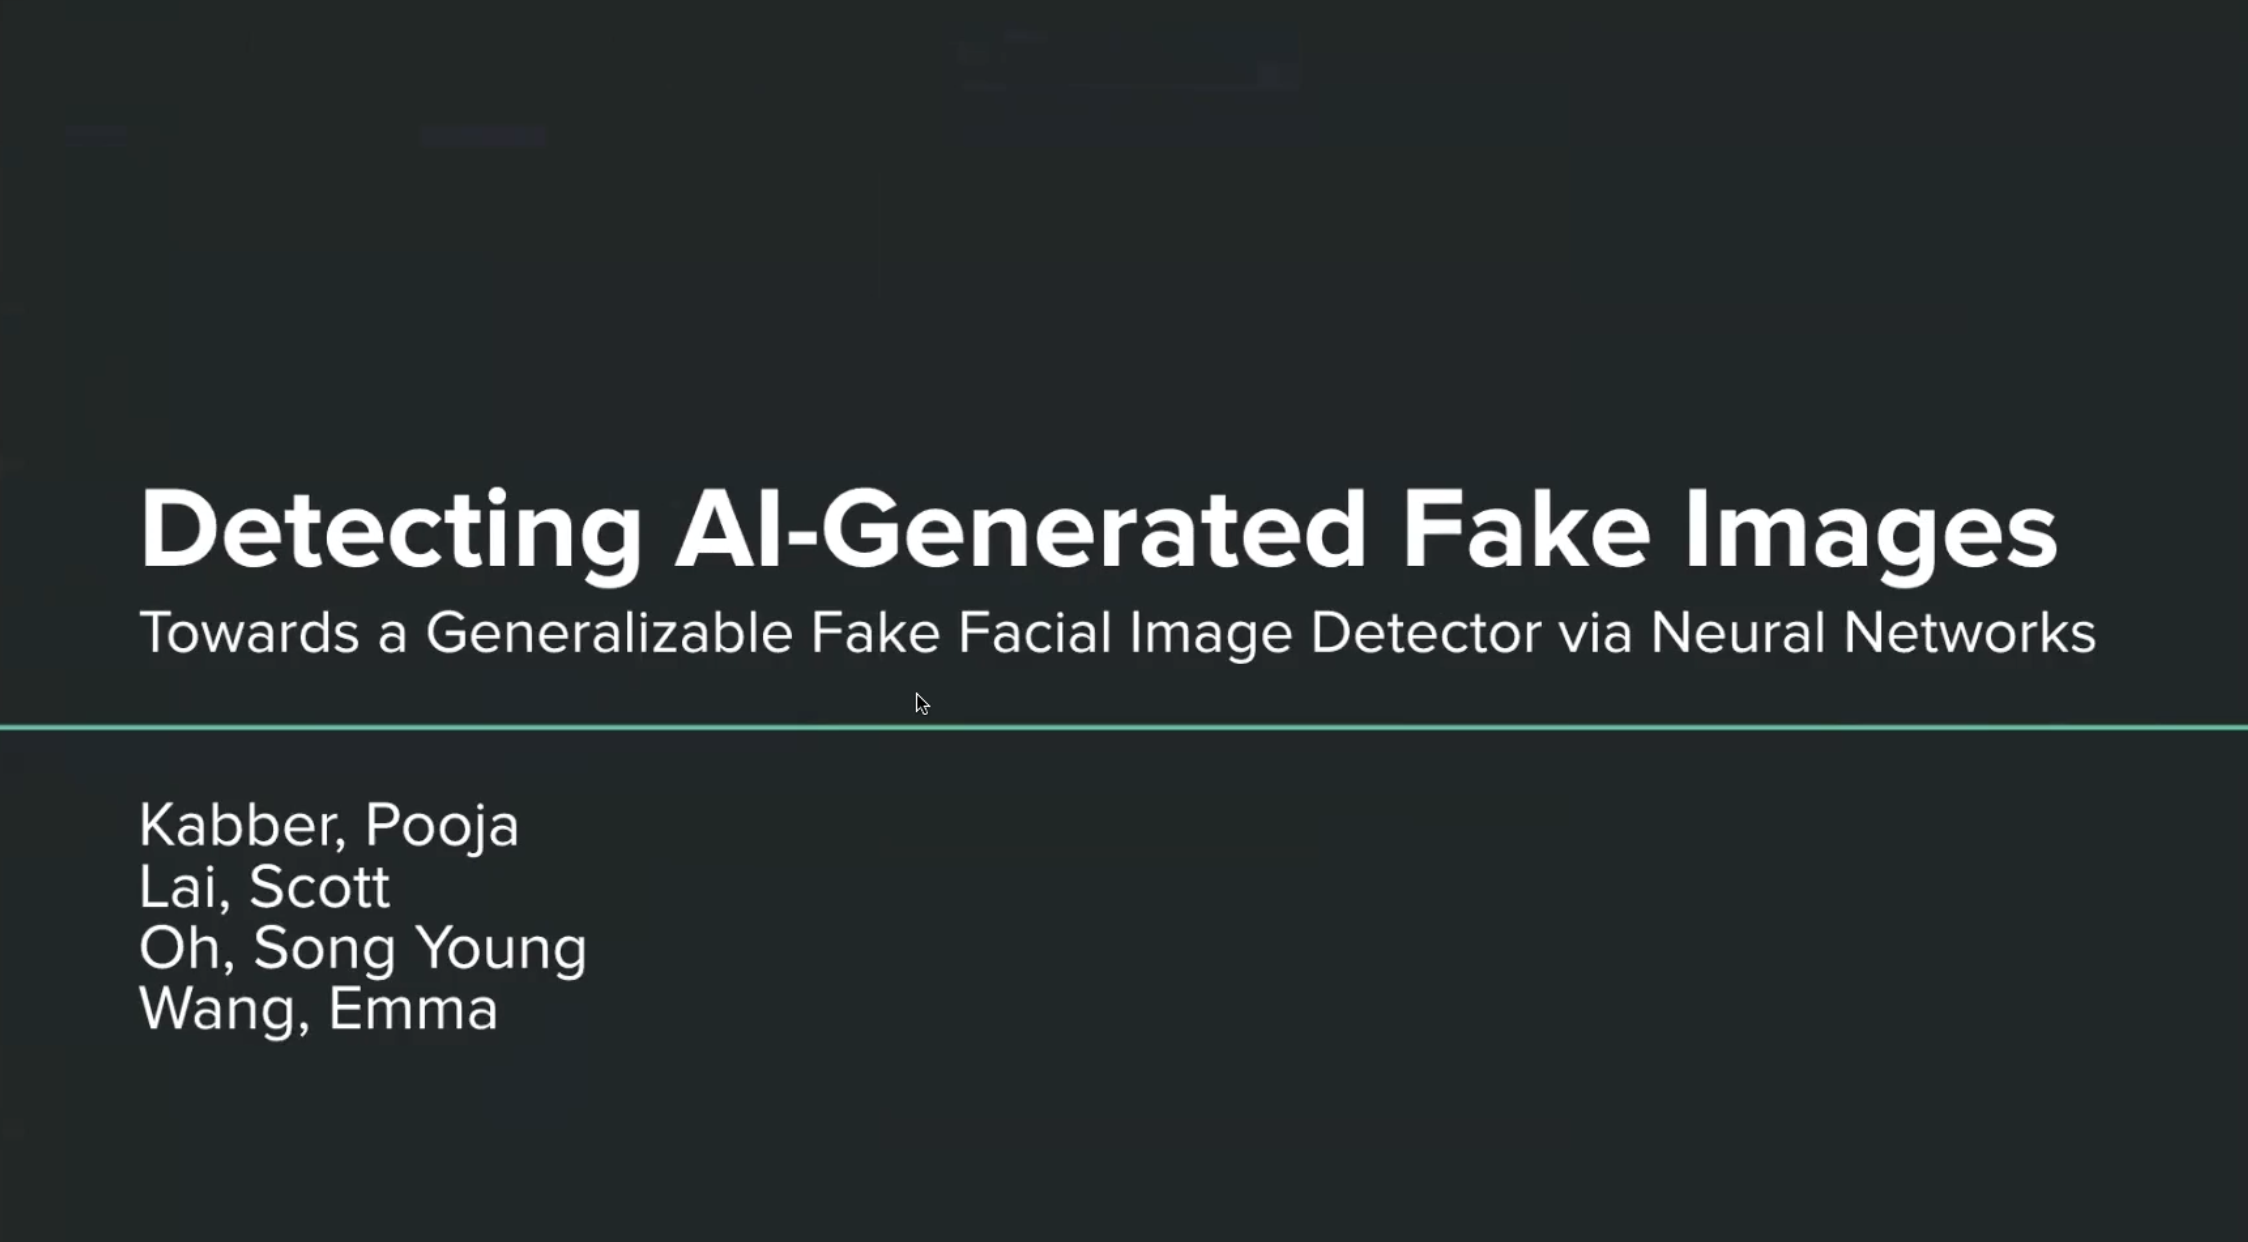 Detecting AI-Generated Fake Images
Towards a Generalizable Fake Facial Image Detector via Neural Networks
Kabber, Pooja
Lai, Scott
Oh, Song Young
Wang, Emma